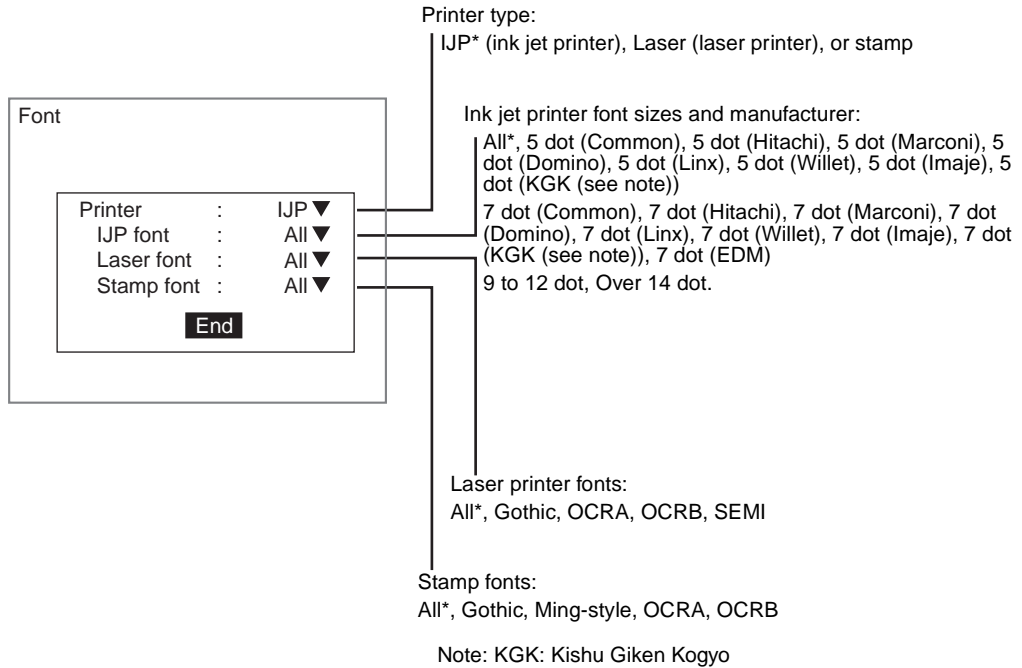 Printer type:
IJP* (ink jet printer), Laser (laser printer), or stamp
Font
Printer : IJP▼
IJP font : All▼
Laser font : All▼
Stamp font : All▼
End
Ink jet printer font sizes and manufacturer:
All*, 5 dot (Common), 5 dot (Hitachi), 5 dot (Marconi), 5
dot (Domino), 5 dot (Linx), 5 dot (Willet), 5 dot (Imaje), 5
dot (KGK (see note))
7 dot (Common), 7 dot (Hitachi), 7 dot (Marconi), 7 dot
(Domino), 7 dot (Linx), 7 dot (Willet), 7 dot (Imaje), 7 dot
(KGK (see note)), 7 dot (EDM)
9 to 12 dot, Over 14 dot.
Laser printer fonts:
All*, Gothic, OCRA, OCRB, SEMI
Stamp fonts:
All*, Gothic, Ming-style, OCRA, OCRB
Note: KGK: Kishu Giken Kogyo